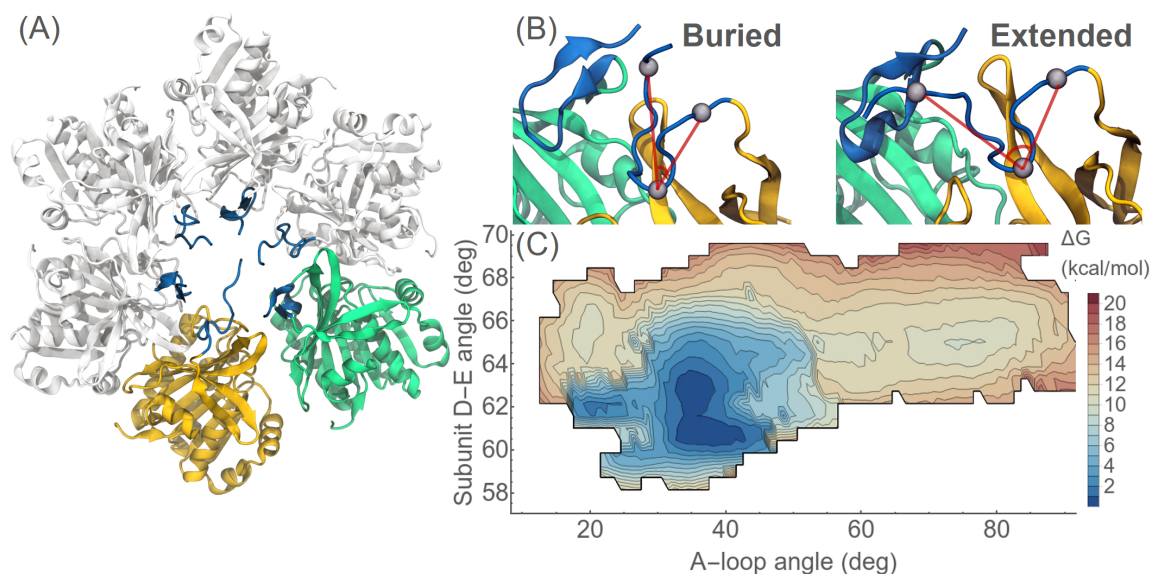 (A)
(B)
Buried
Extended
(C)
ΔG
(kcal/mol)
70
68
66
64
62
60
58
Subunit D−E angle (deg)
20
40
60
80
A−loop angle (deg)
20
18
16
14
12
10
8
6
4
2